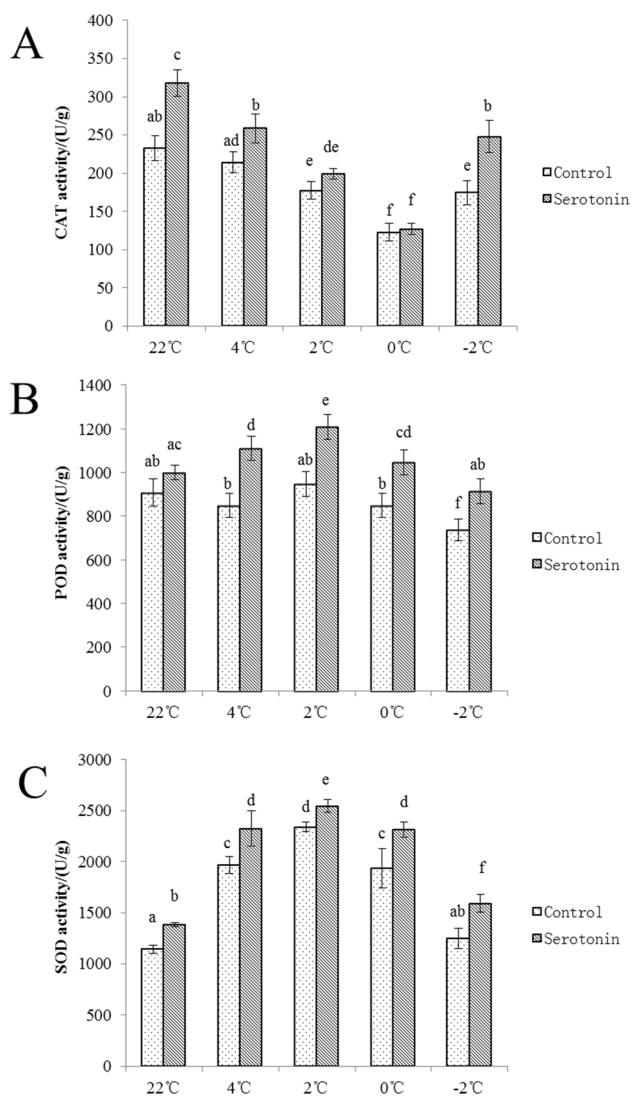 A
CAT activity/(U/g)
400
350
300
250
200
150
100
50
0
ab
c
ad
b
e
de
f
f
e
b
22℃
4℃
2℃
0℃
-2℃
Control
Serotonin
B
POD activity/(U/g)
1400
1200
1000
800
600
400
200
0
ab
ac
b
d
ab
e
b
cd
f
ab
22℃
4℃
2℃
0℃
-2℃
Control
Serotonin
C
SOD activity/(U/g)
3000
2500
2000
1500
1000
500
0
a
b
c
d
d
e
c
d
ab
f
22℃
4℃
2℃
0℃
-2℃
Control
Serotonin